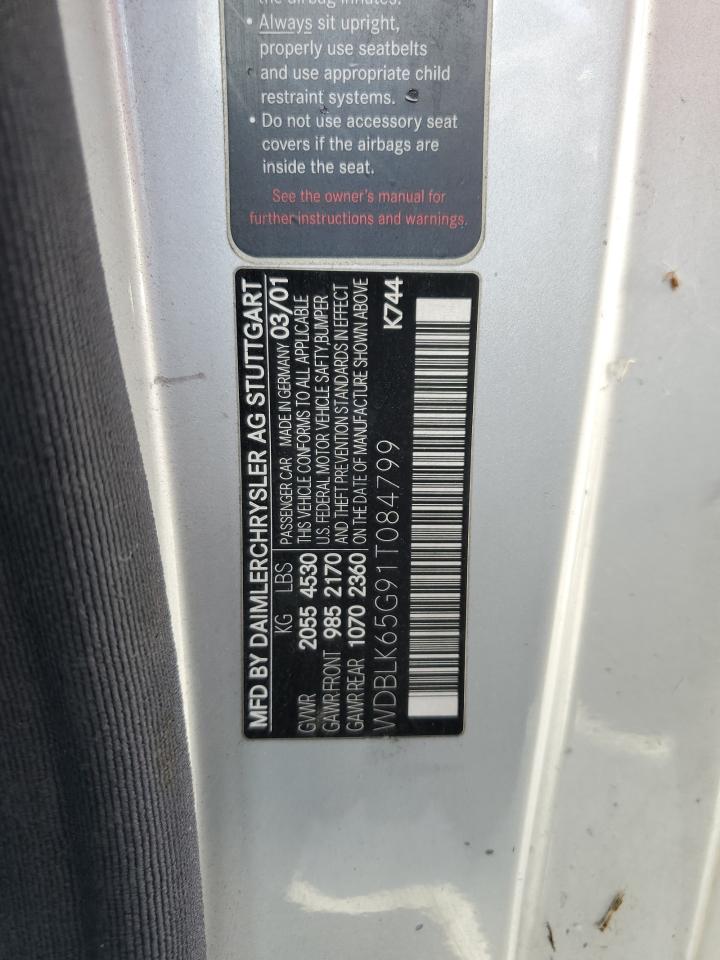 the airbag inflates.
• Always sit upright,
properly use seatbelts
and use appropriate child
restraint systems.
• Do not use accessory seat
covers if the airbags are
inside the seat.
See the owner's manual for
further instructions and warnings.
MFD BY DAIMLERCHRYSLER AG STUTTGART
KG LBS PASSENGER CAR MADE IN GERMANY 03/01
GVWR 2055 4530 THIS VEHICLE CONFORMS TO ALL APPLICABLE
U.S. FEDERAL MOTOR VEHICLE SAFTY,BUMPER
GAWR FRONT 985 2170 AND THEFT PREVENTION STANDARDS IN EFFECT
GAWR REAR 1070 2360 ON THE DATE OF MANUFACTURE SHOWN ABOVE
WDBLK65G91T084799 K744